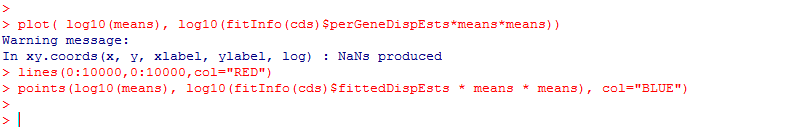 >
> plot( log10(means), log10(fitInfo(cds)$perGeneDispEsts*means*means))
Warning message:
In xy.coords(x, y, xlabel, ylabel, log) : NaNs produced
> lines(0:10000,0:10000,col="RED")
> points(log10(means), log10(fitInfo(cds)$fittedDispEsts * means * means), col="BLUE")
>
>